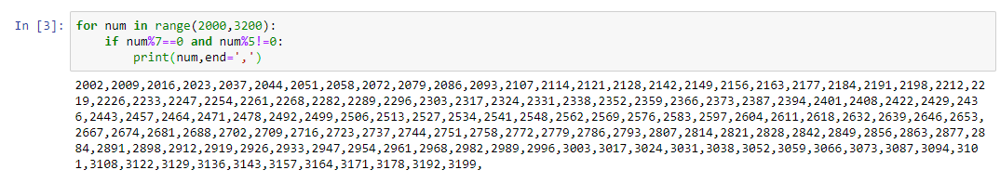 In [3]: for num in range(2000,3200):
if num%7==0 and num%5!=0:
print(num,end=',')
2002,2009,2016,2023,2037,2044,2051,2058,2072,2079,2086,2093,2107,2114,2121,2128,2142,2149,2156,2163,2177,2184,2191,2198,2212,22
19,2226,2233,2247,2254,2261,2268,2282,2289,2296,2303,2317,2324,2331,2338,2352,2359,2366,2373,2387,2394,2401,2408,2422,2429,243
6,2443,2457,2464,2471,2478,2492,2499,2506,2513,2527,2534,2541,2548,2562,2569,2576,2583,2597,2604,2611,2618,2632,2639,2646,2653,
2667,2674,2681,2688,2702,2709,2716,2723,2737,2744,2751,2758,2772,2779,2786,2793,2807,2814,2821,2828,2842,2849,2856,2863,2877,28
84,2891,2898,2912,2919,2926,2933,2947,2954,2961,2968,2982,2989,2996,3003,3017,3024,3031,3038,3052,3059,3066,3073,3087,3094,310
1,3108,3122,3129,3136,3143,3157,3164,3171,3178,3192,3199,